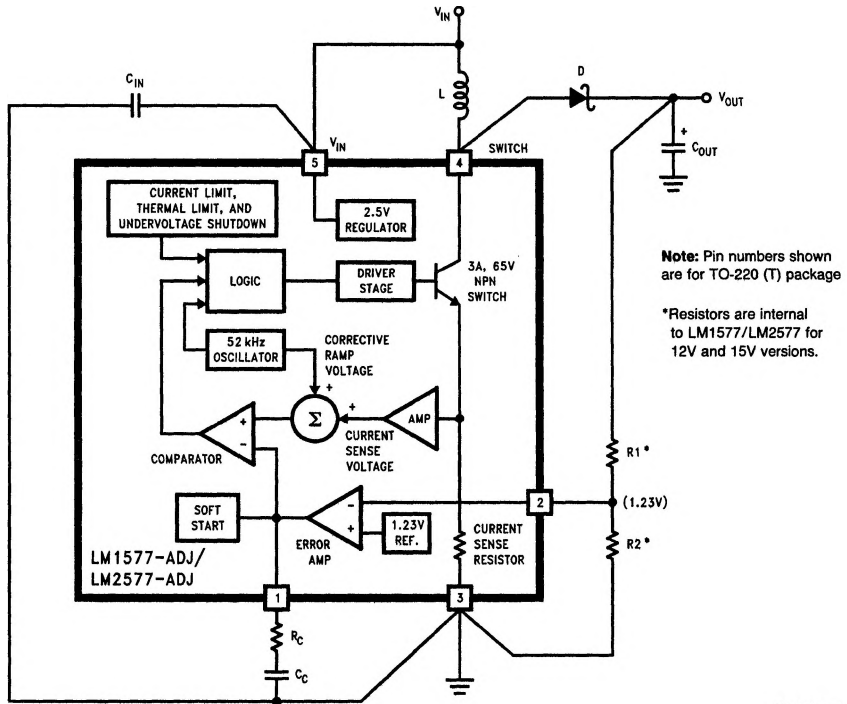 V_IN
C_IN
L
D
V_OUT
+
C_OUT
V_IN
5
4
SWITCH
CURRENT LIMIT,
THERMAL LIMIT, AND
UNDERVOLTAGE SHUTDOWN
2.5V
REGULATOR
LOGIC
DRIVER
STAGE
3A, 65V
NPN
SWITCH
Note: Pin numbers shown
are for TO-220 (T) package
*Resistors are internal
to LM1577/LM2577 for
12V and 15V versions.
52 kHz
OSCILLATOR
CORRECTIVE
RAMP
VOLTAGE
+
Σ
+
AMP
CURRENT
SENSE
VOLTAGE
+
-
COMPARATOR
R1*
SOFT
START
-
+
ERROR
AMP
1.23V
REF.
2
(1.23V)
CURRENT
SENSE
RESISTOR
R2*
LM1577-ADJ/
LM2577-ADJ
1
3
R_C
C_C